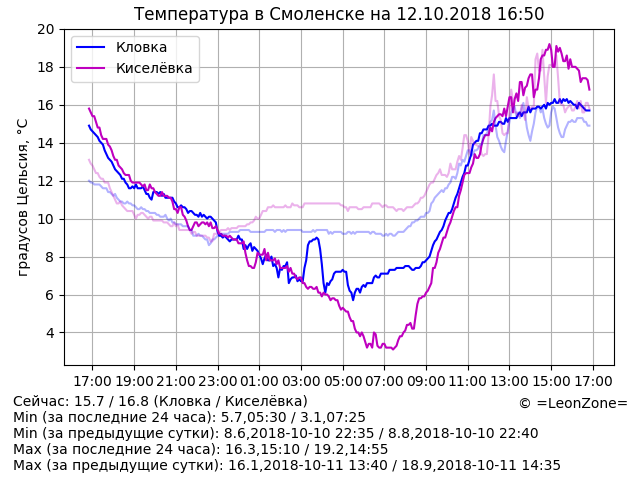 Температура в Смоленске на 12.10.2018 16:50
градусов Цельсия, °C
20
18
16
14
12
10
8
6
4
Кловка
Киселёвка
17:00 19:00 21:00 23:00 01:00 03:00 05:00 07:00 09:00 11:00 13:00 15:00 17:00
Сейчас: 15.7 / 16.8 (Кловка / Киселёвка)
© =LeonZone=
Min (за последние 24 часа): 5.7,05:30 / 3.1,07:25
Min (за предыдущие сутки): 8.6,2018-10-10 22:35 / 8.8,2018-10-10 22:40
Max (за последние 24 часа): 16.3,15:10 / 19.2,14:55
Max (за предыдущие сутки): 16.1,2018-10-11 13:40 / 18.9,2018-10-11 14:35